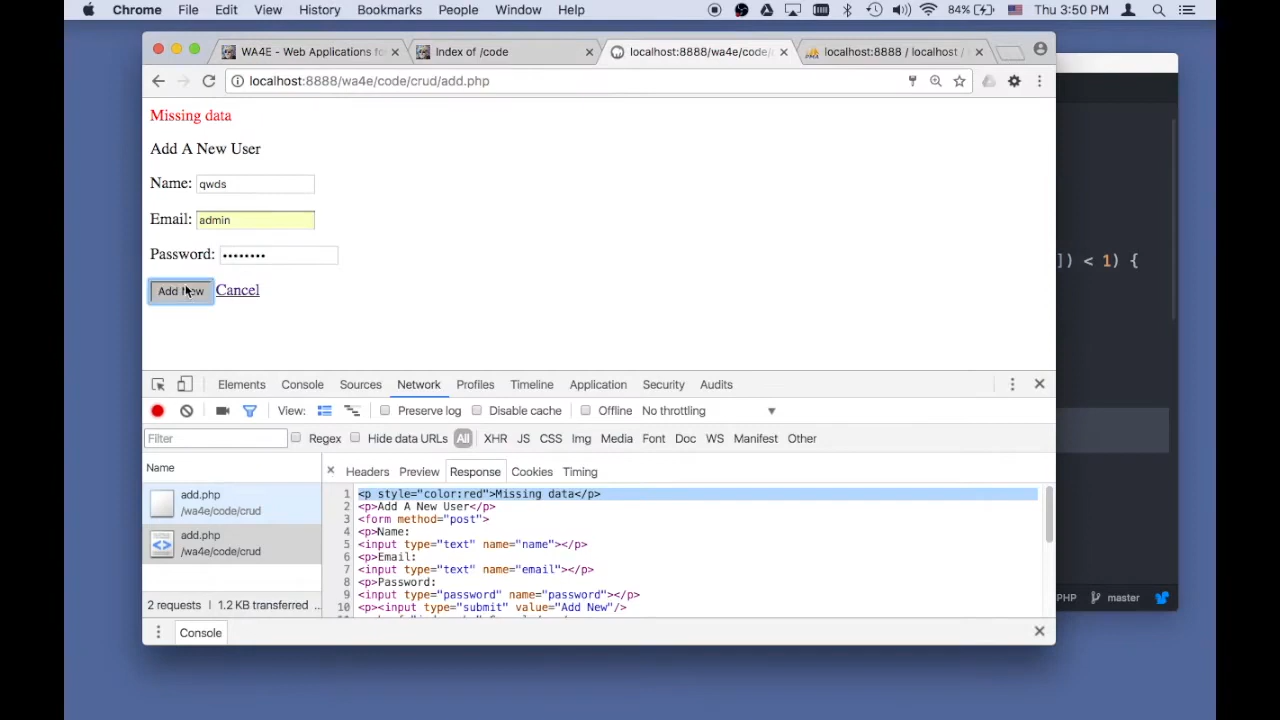 Chrome File Edit View History Bookmarks People Window Help 84% Thu 3:50 PM
WA4E - Web Applications fo
Index of /code
localhost:8888/wa4e/code/
localhost:8888 / localhost /
localhost:8888/wa4e/code/crud/add.php
Missing data
Add A New User
Name: qwds
Email: admin
Password: ••••••••
Add New Cancel
]) < 1) {
Elements Console Sources Network Profiles Timeline Application Security Audits
View: Preserve log Disable cache Offline No throttling
Filter Regex Hide data URLs All XHR JS CSS Img Media Font Doc WS Manifest Other
Name
Headers Preview Response Cookies Timing
add.php
/wa4e/code/crud
add.php
/wa4e/code/crud
2 requests | 1.2 KB transferred ...
1 <p style="color:red">Missing data</p>
2 <p>Add A New User</p>
3 <form method="post">
4 <p>Name:
5 <input type="text" name="name"></p>
6 <p>Email:
7 <input type="text" name="email"></p>
8 <p>Password:
9 <input type="password" name="password"></p>
10 <p><input type="submit" value="Add New"/>
PHP master
Console